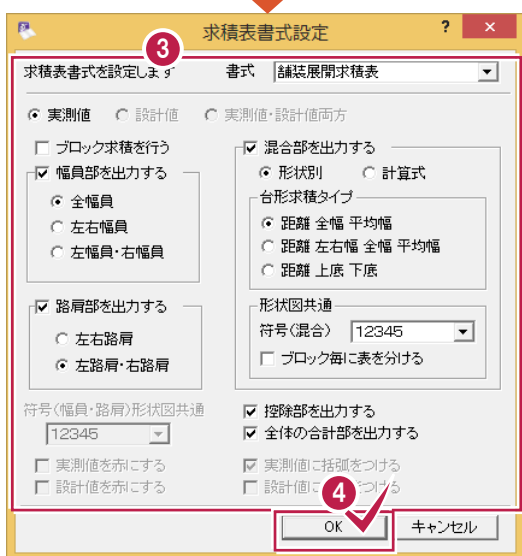 求積表書式設定 ? ×
3
求積表書式を設定します 書式 舗装展開求積表
実測値 設計値 実測値・設計値両方
ブロック求積を行う
幅員部を出力する
全幅員
左右幅員
左幅員・右幅員
路肩部を出力する
左右路肩
左路肩・右路肩
符号(幅員・路肩)形状図共通
12345
実測値を赤にする
設計値を赤にする
混合部を出力する
形状別 計算式
台形求積タイプ
距離 全幅 平均幅
距離 左右幅 全幅 平均幅
距離 上底 下底
形状図共通
符号(混合) 12345
ブロック毎に表を分ける
控除部を出力する
全体の合計部を出力する
実測値に括弧をつける
設計値に つける
4
OK キャンセル